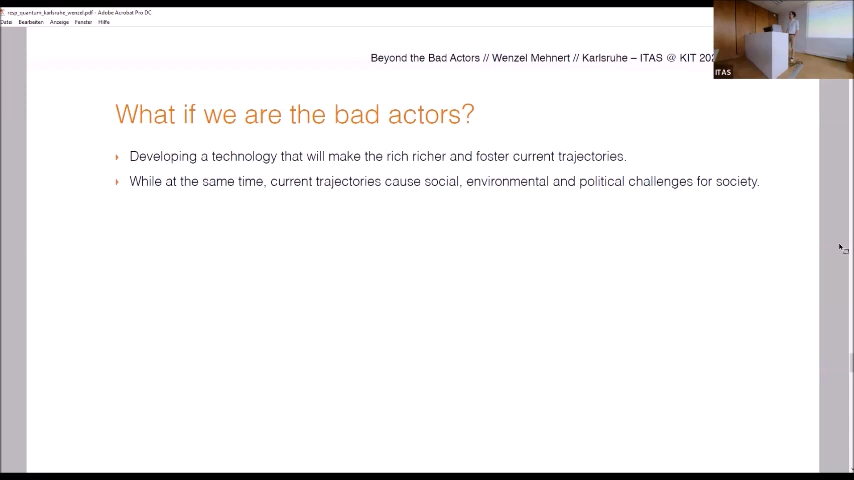 resp_quantum_karlsruhe_wenzel.pdf - Adobe Acrobat Pro DC
Datei Bearbeiten Anzeige Fenster Hilfe
Beyond the Bad Actors // Wenzel Mehnert // Karlsruhe – ITAS @ KIT 202
ITAS
What if we are the bad actors?
Developing a technology that will make the rich richer and foster current trajectories.
While at the same time, current trajectories cause social, environmental and political challenges for society.